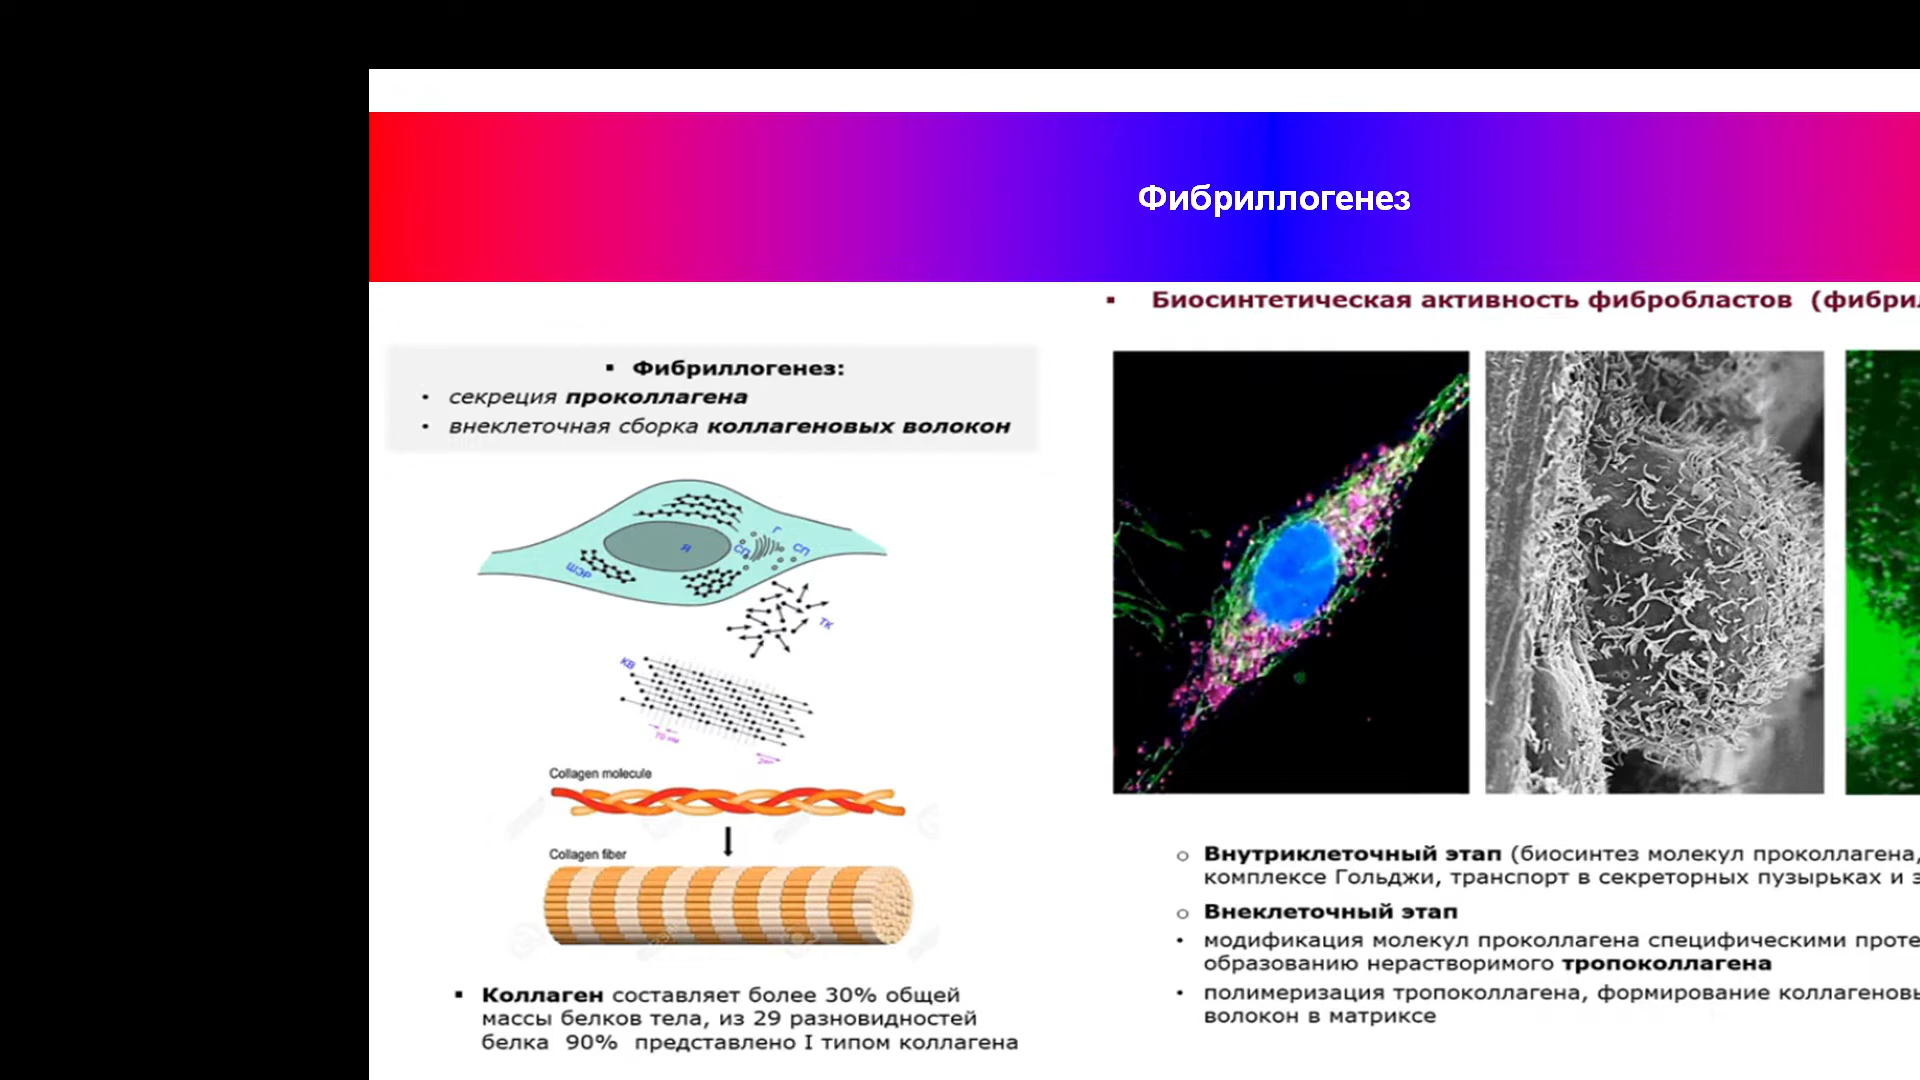 Фибриллогенез
▪ Биосинтетическая активность фибробластов (фибрил
▪ Фибриллогенез:
• секреция проколлагена
• внеклеточная сборка коллагеновых волокон
Г
Я
СП
СП
ШЭР
ТК
КВ
70 нм
Collagen molecule
Collagen fiber
▪ Коллаген составляет более 30% общей
массы белков тела, из 29 разновидностей
белка 90% представлено I типом коллагена
o Внутриклеточный этап (биосинтез молекул проколлагена,
комплексе Гольджи, транспорт в секреторных пузырьках и э
o Внеклеточный этап
• модификация молекул проколлагена специфическими проте
образованию нерастворимого тропоколлагена
• полимеризация тропоколлагена, формирование коллагеновы
волокон в матриксе